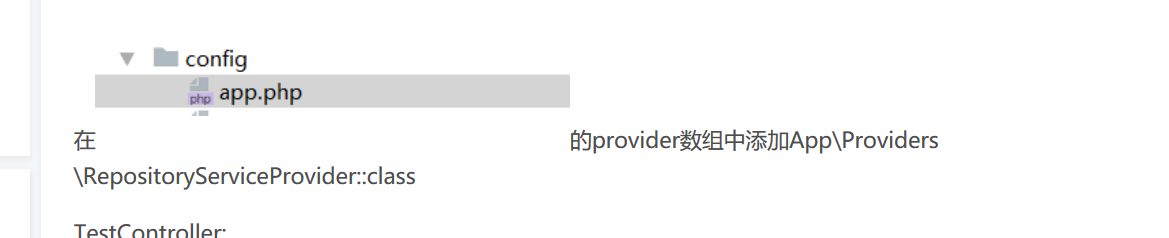 config
php app.php
在 的provider数组中添加App\Providers
\RepositoryServiceProvider::class
TestController: